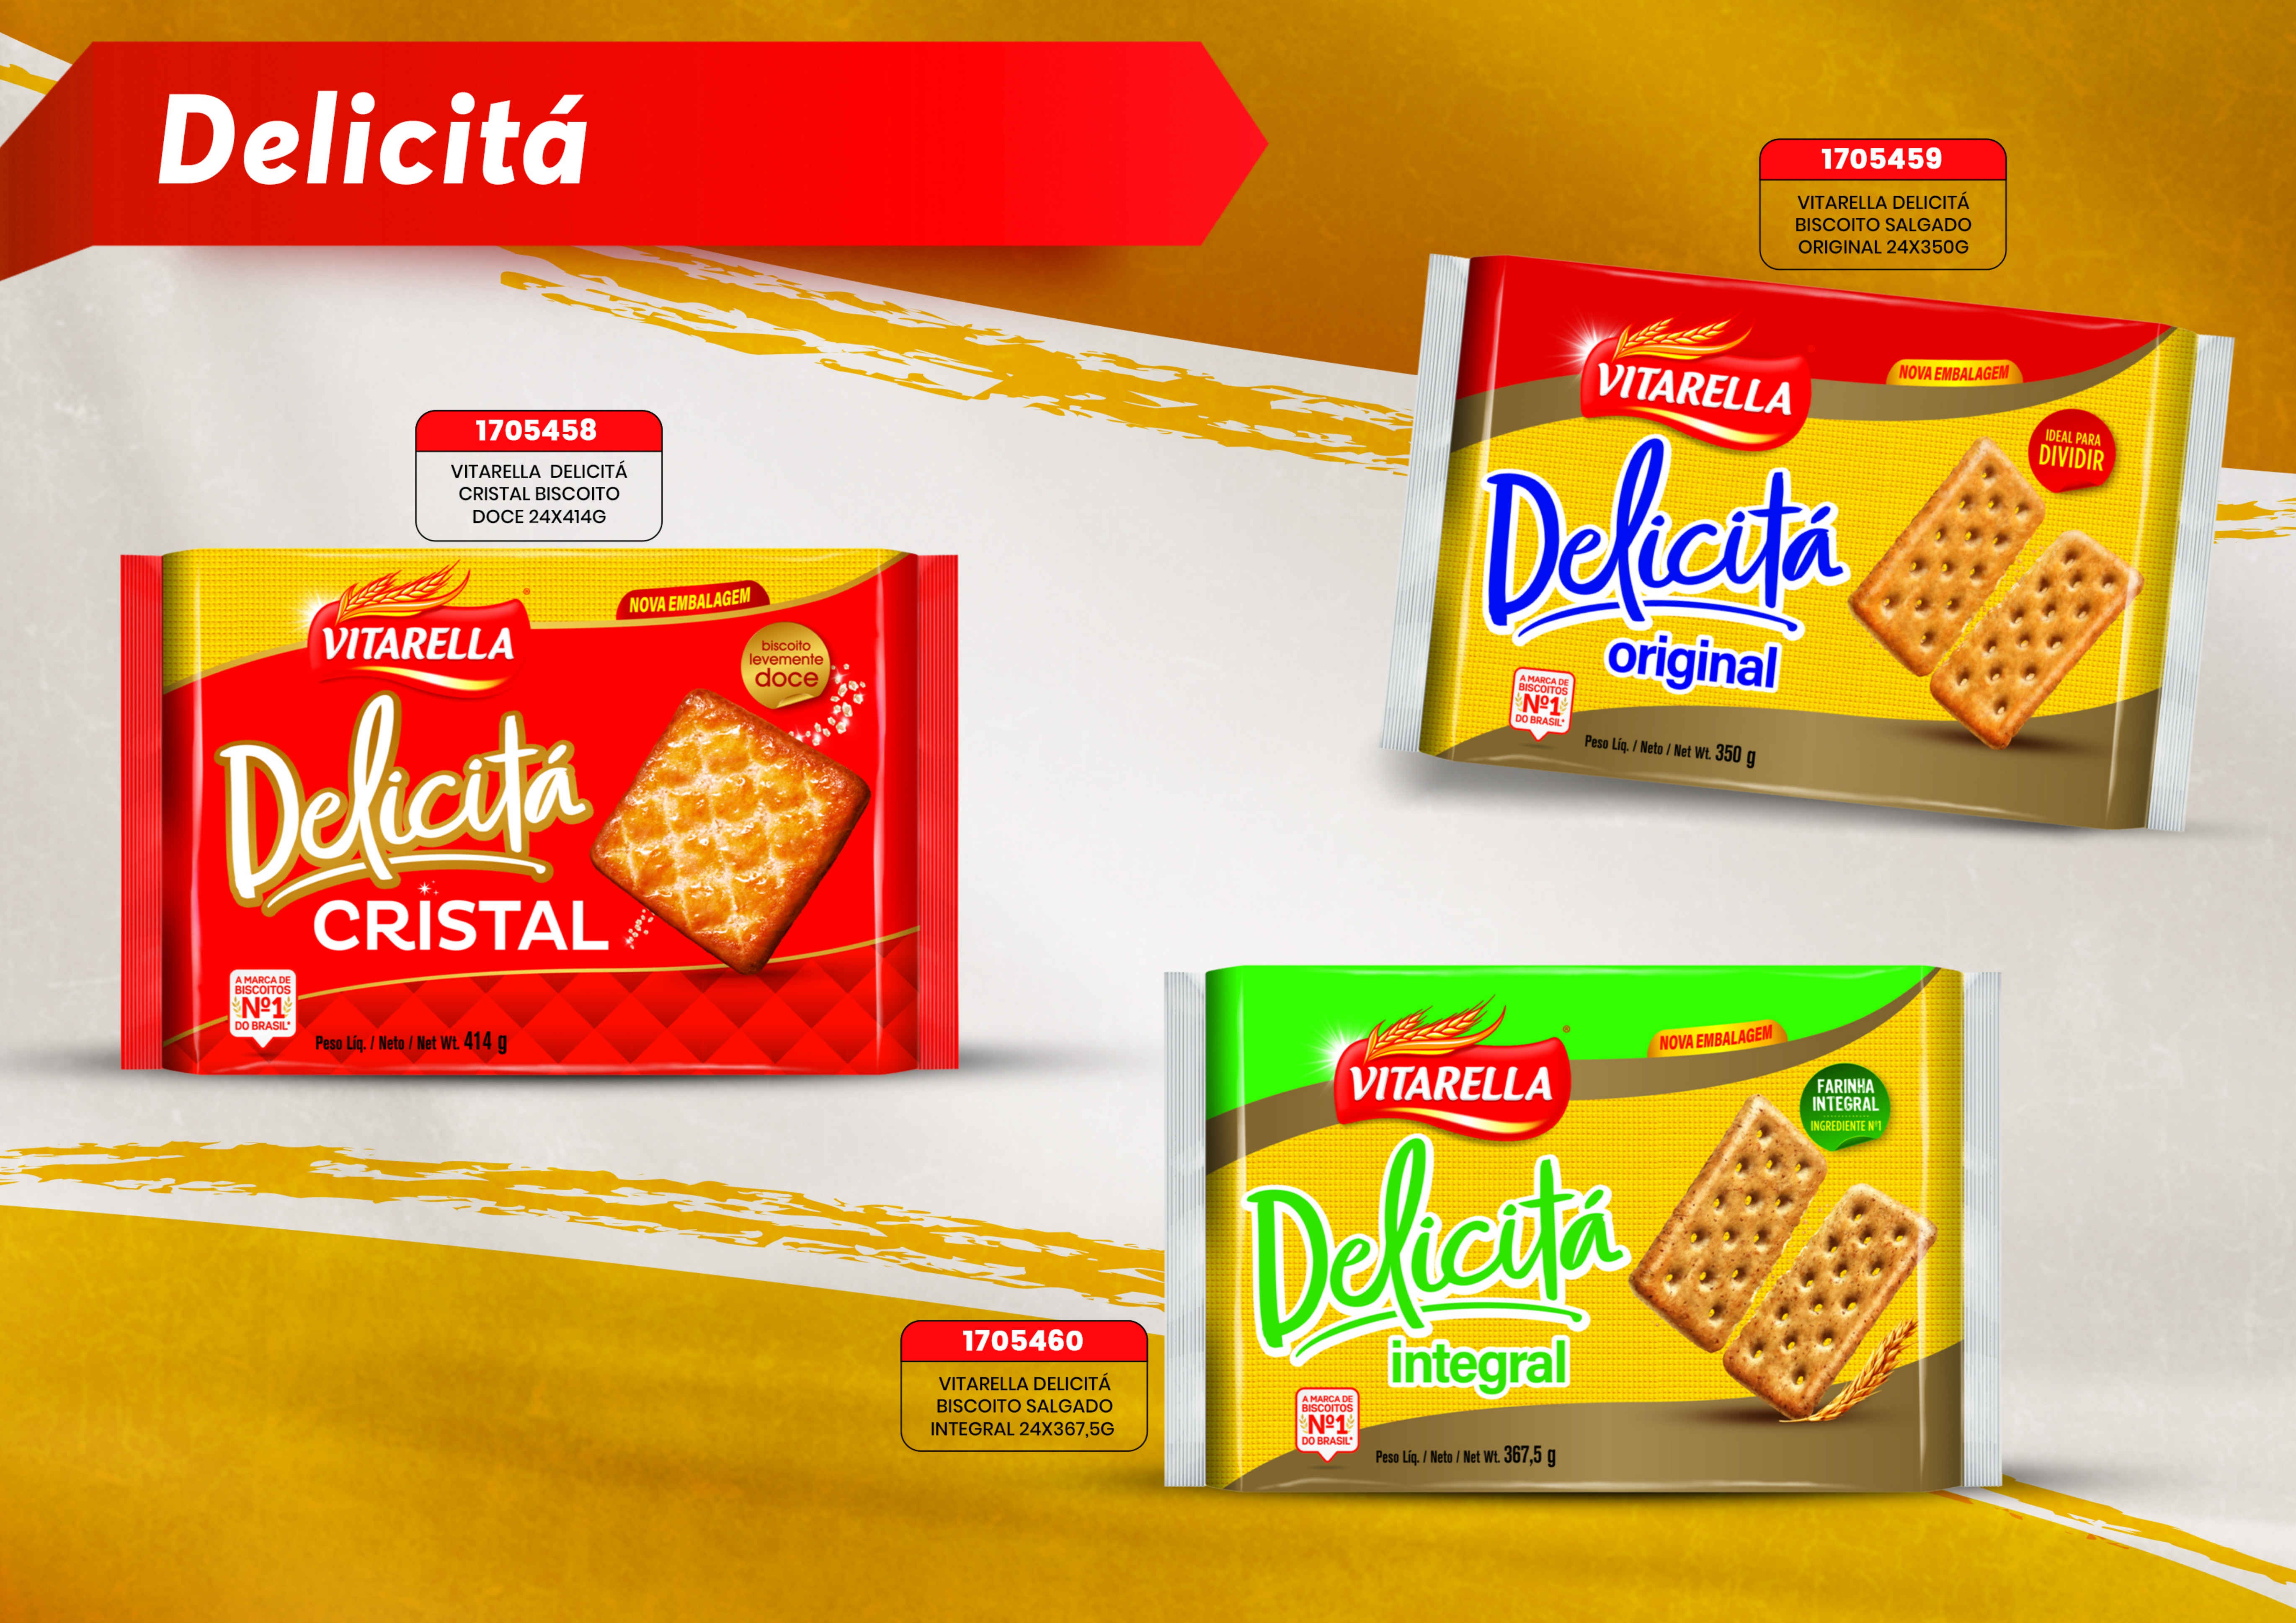 Delicitá
1705459
VITARELLA DELICITÁ
BISCOITO SALGADO
ORIGINAL 24X350G
VITARELLA
NOVA EMBALAGEM
IDEAL PARA
DIVIDIR
Delicitá
original
A MARCA DE
BISCOITOS
Nº1
DO BRASIL*
Peso Líq. / Neto / Net Wt. 350 g
1705458
VITARELLA DELICITÁ
CRISTAL BISCOITO
DOCE 24X414G
VITARELLA
®
NOVA EMBALAGEM
biscoito
levemente
doce
Delicitá
CRISTAL
A MARCA DE
BISCOITOS
Nº1
DO BRASIL*
Peso Líq. / Neto / Net Wt. 414 g
1705460
VITARELLA DELICITÁ
BISCOITO SALGADO
INTEGRAL 24X367,5G
VITARELLA
®
NOVA EMBALAGEM
FARINHA
INTEGRAL
INGREDIENTE Nº1
Delicitá
integral
A MARCA DE
BISCOITOS
Nº1
DO BRASIL*
Peso Líq. / Neto / Net Wt. 367,5 g